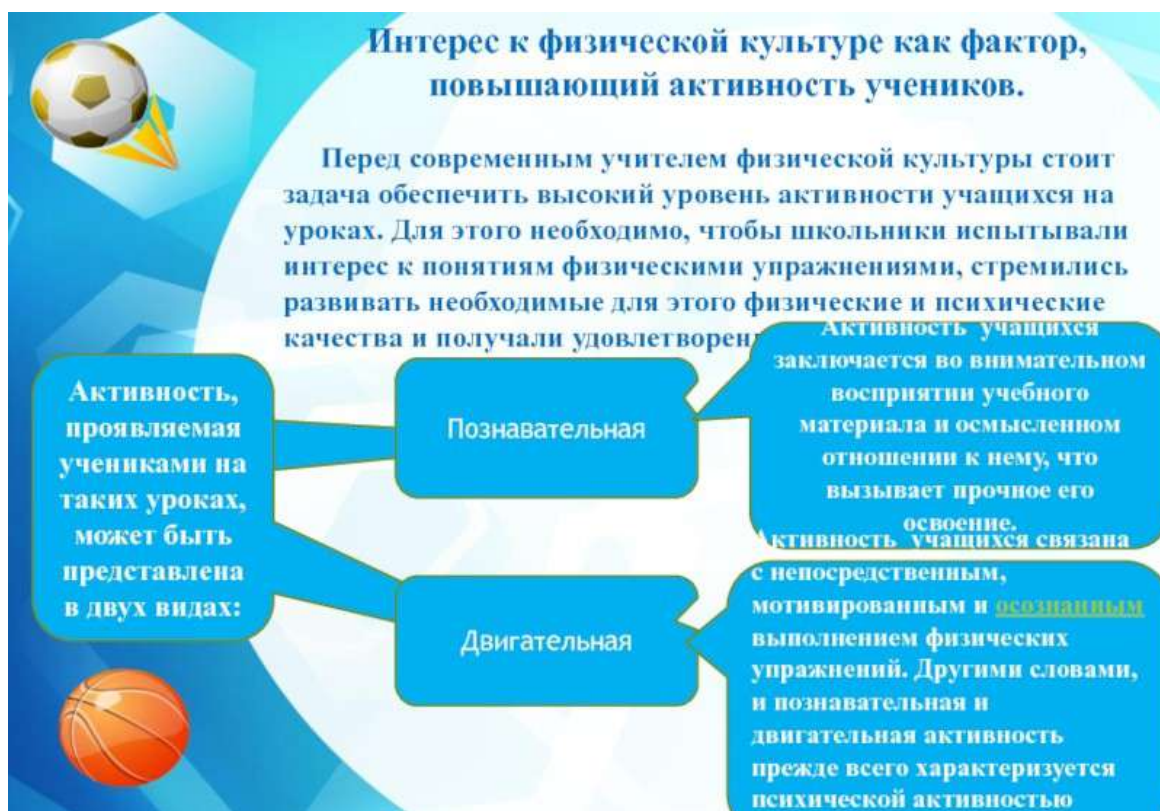 Интерес к физической культуре как фактор,
повышающий активность учеников.
Перед современным учителем физической культуры стоит
задача обеспечить высокий уровень активности учащихся на
уроках. Для этого необходимо, чтобы школьники испытывали
интерес к понятиям физическими упражнениями, стремились
развивать необходимые для этого физические и психические
качества и получали
Активность,
проявляемая
учениками на
таких уроках,
может быть
представлена
в двух видах:
Познавательная
Активность учащихся
заключается во внимательном
восприятии учебного
материала и осмысленном
отношении к нему, что
вызывает прочное его
освоение.
Двигательная
Активность учащихся связана
с непосредственным,
мотивированным и осознанным
выполнением физических
упражнений. Другими словами,
и познавательная и
двигательная активность
прежде всего характеризуется
психической активностью